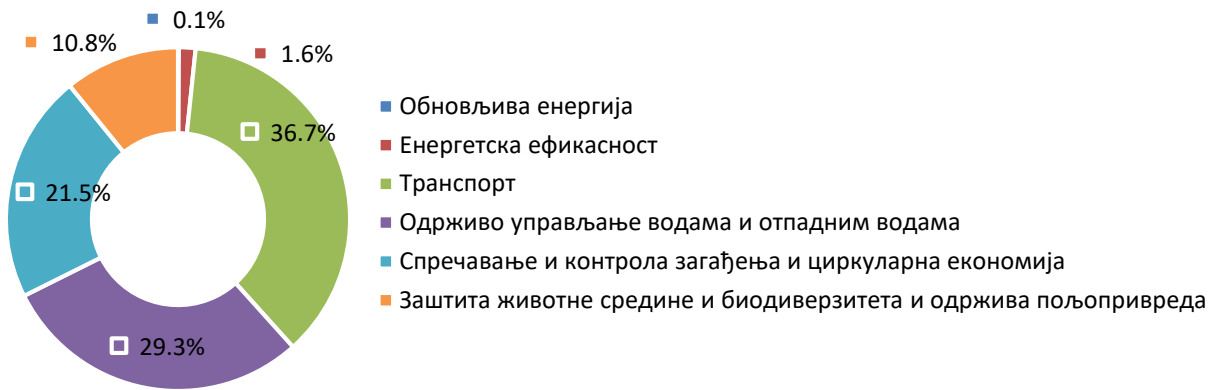 0.1%
10.8%
1.6%
36.7%
21.5%
29.3%
Обновљива енергија
Енергетска ефикасност
Транспорт
Одрживо управљање водама и отпадним водама
Спречавање и контрола загађења и циркуларна економија
Заштита животне средине и биодиверзитета и одржива пољопривреда